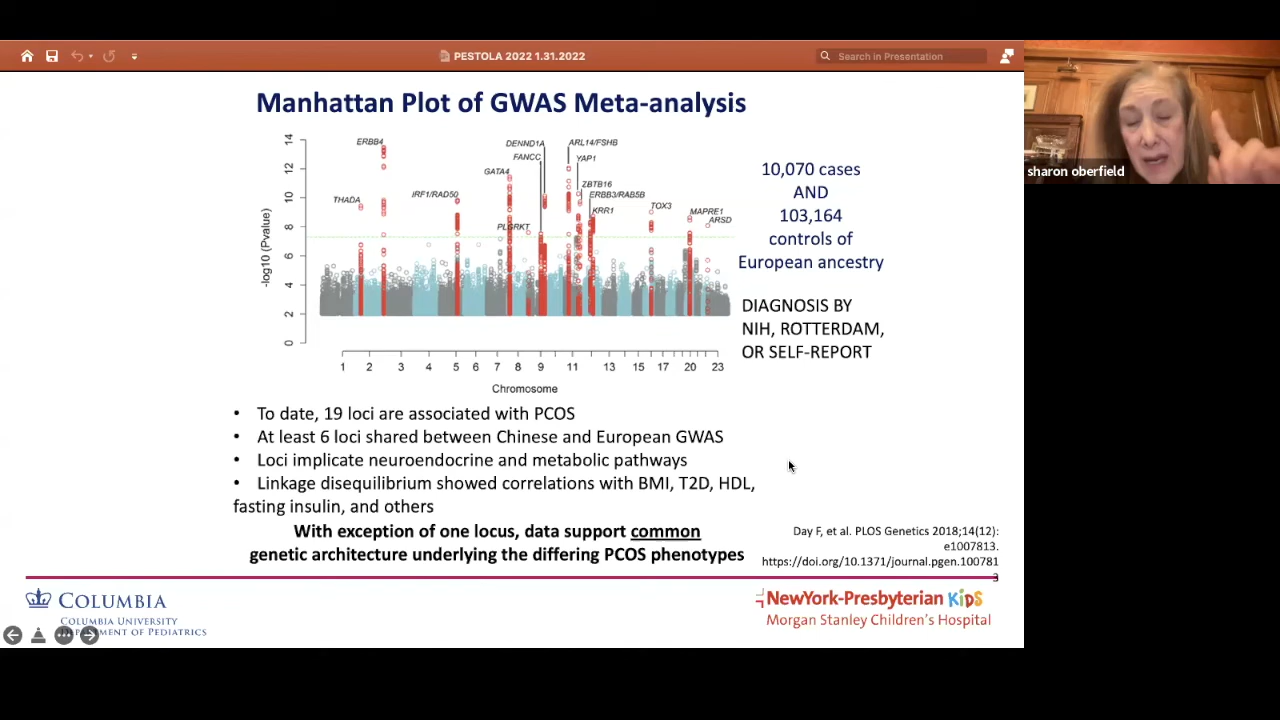 PESTOLA 2022 1.31.2022
Search in Presentation
sharon oberfield
Manhattan Plot of GWAS Meta-analysis
-log10 (Pvalue)
14
12
10
8
6
4
2
0
ERBB4
THADA
IRF1/RAD50
GATA4
PLGRKT
FANCC
DENND1A
ARL14/FSHB
YAP1
ZBTB16
ERBB3/RAB5B
KRR1
TOX3
MAPRE1
ARSD
1 2 3 4 5 6 7 8 9 11 13 15 17 20 23
Chromosome
10,070 cases
AND
103,164
controls of
European ancestry
DIAGNOSIS BY
NIH, ROTTERDAM,
OR SELF-REPORT
• To date, 19 loci are associated with PCOS
• At least 6 loci shared between Chinese and European GWAS
• Loci implicate neuroendocrine and metabolic pathways
• Linkage disequilibrium showed correlations with BMI, T2D, HDL,
fasting insulin, and others
With exception of one locus, data support common
genetic architecture underlying the differing PCOS phenotypes
Day F, et al. PLOS Genetics 2018;14(12):
e1007813.
https://doi.org/10.1371/journal.pgen.100781
3
COLUMBIA
COLUMBIA UNIVERSITY
DEPARTMENT OF PEDIATRICS
NewYork-Presbyterian KiDS
Morgan Stanley Children's Hospital